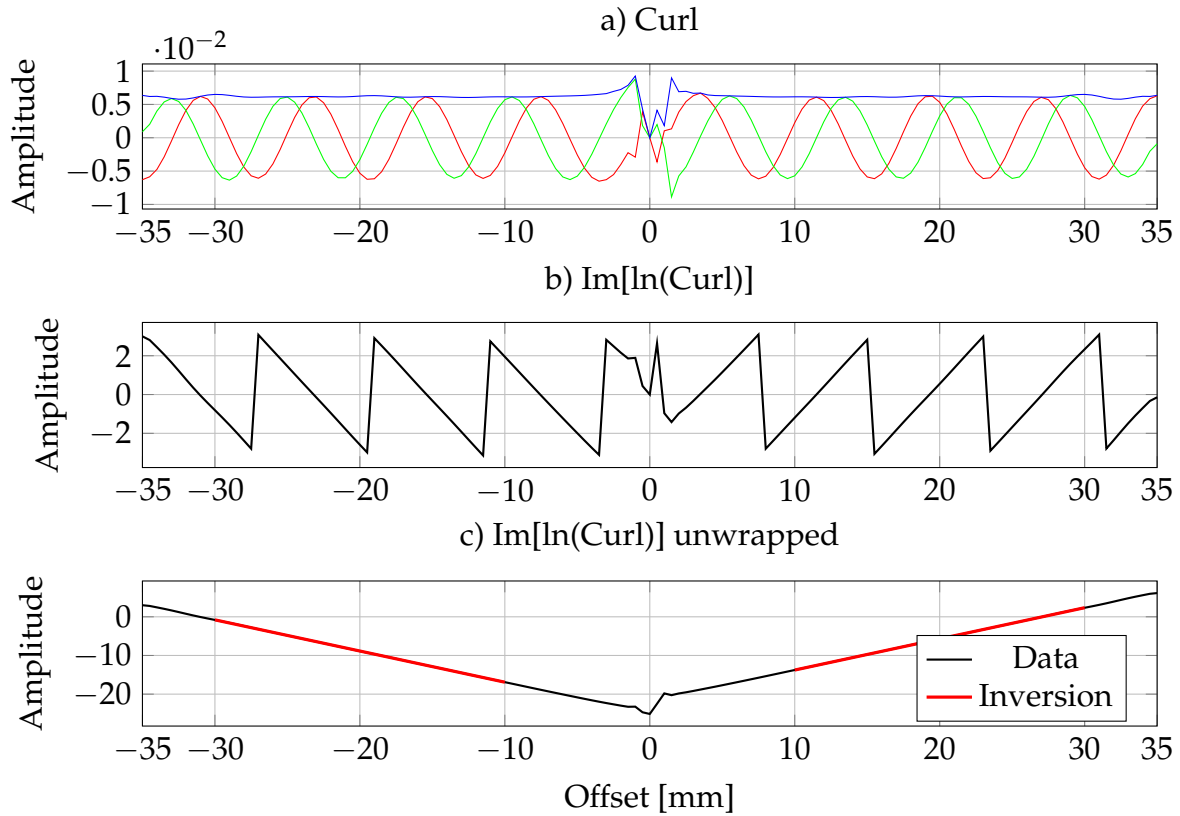 a) Curl
·10⁻²
1
0.5
0
−0.5
−1
Amplitude
−35 −30 −20 −10 0 10 20 30 35
b) Im[ln(Curl)]
2
0
−2
Amplitude
−35 −30 −20 −10 0 10 20 30 35
c) Im[ln(Curl)] unwrapped
0
−10
−20
Amplitude
Data
Inversion
−35 −30 −20 −10 0 10 20 30 35
Offset [mm]